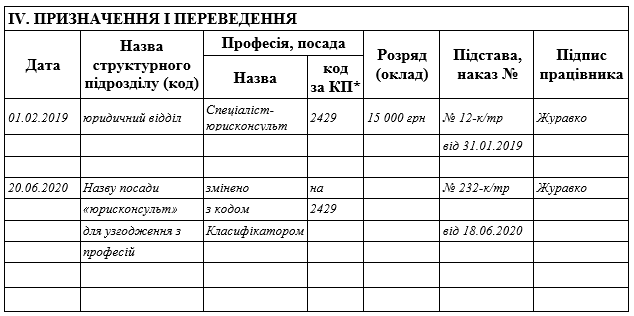 IV. ПРИЗНАЧЕННЯ І ПЕРЕВЕДЕННЯ
Дата Назва структурного підрозділу (код) Професія, посада Розряд (оклад) Підстава, наказ № Підпис працівника
Назва код за КП*
01.02.2019 юридичний відділ Спеціаліст-юрисконсульт 2429 15 000 грн № 12-к/тр Журавко
від 31.01.2019
20.06.2020 Назву посади змінено на № 232-к/тр Журавко
«юрисконсульт» з кодом 2429
для узгодження з Класифікатором від 18.06.2020
професій